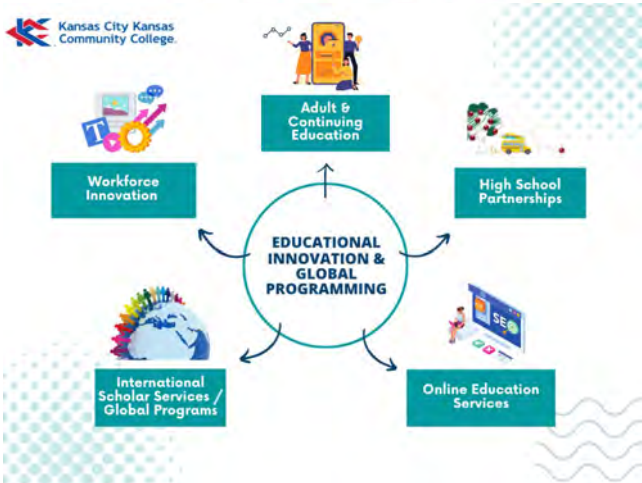 Kansas City Kansas
Community College.
Adult &
Continuing
Education
Workforce
Innovation
High School
Partnerships
EDUCATIONAL
INNOVATION &
GLOBAL
PROGRAMMING
International
Scholar Services /
Global Programs
Online Education
Services
T
SEO